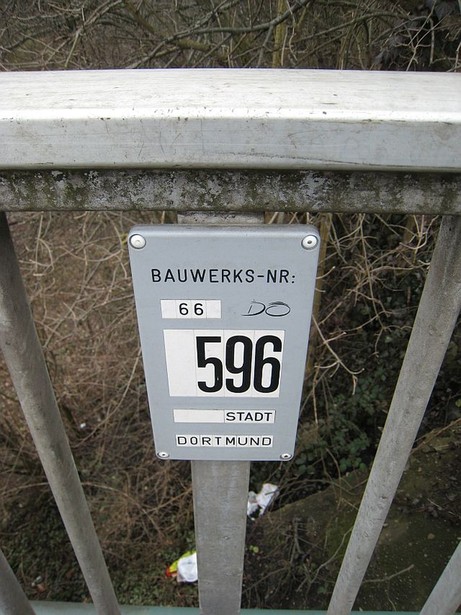 BAUWERKS-NR:
66 DO
596
STADT
DORTMUND